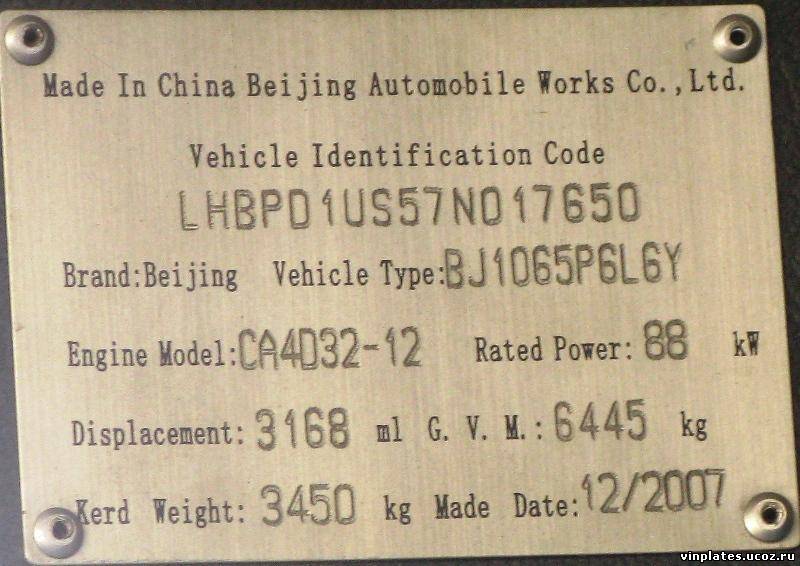 Made In China Beijing Automobile Works Co.,Ltd.
Vehicle Identification Code
LHBPD1US57N017650
Brand:Beijing Vehicle Type:BJ1065P6L6Y
Engine Model:CA4D32-12 Rated Power: 88 kW
Displacement: 3168 ml G. V. M.: 6445 kg
Kerd Weight: 3450 kg Made Date:12/2007
vinplates.ucoz.ru